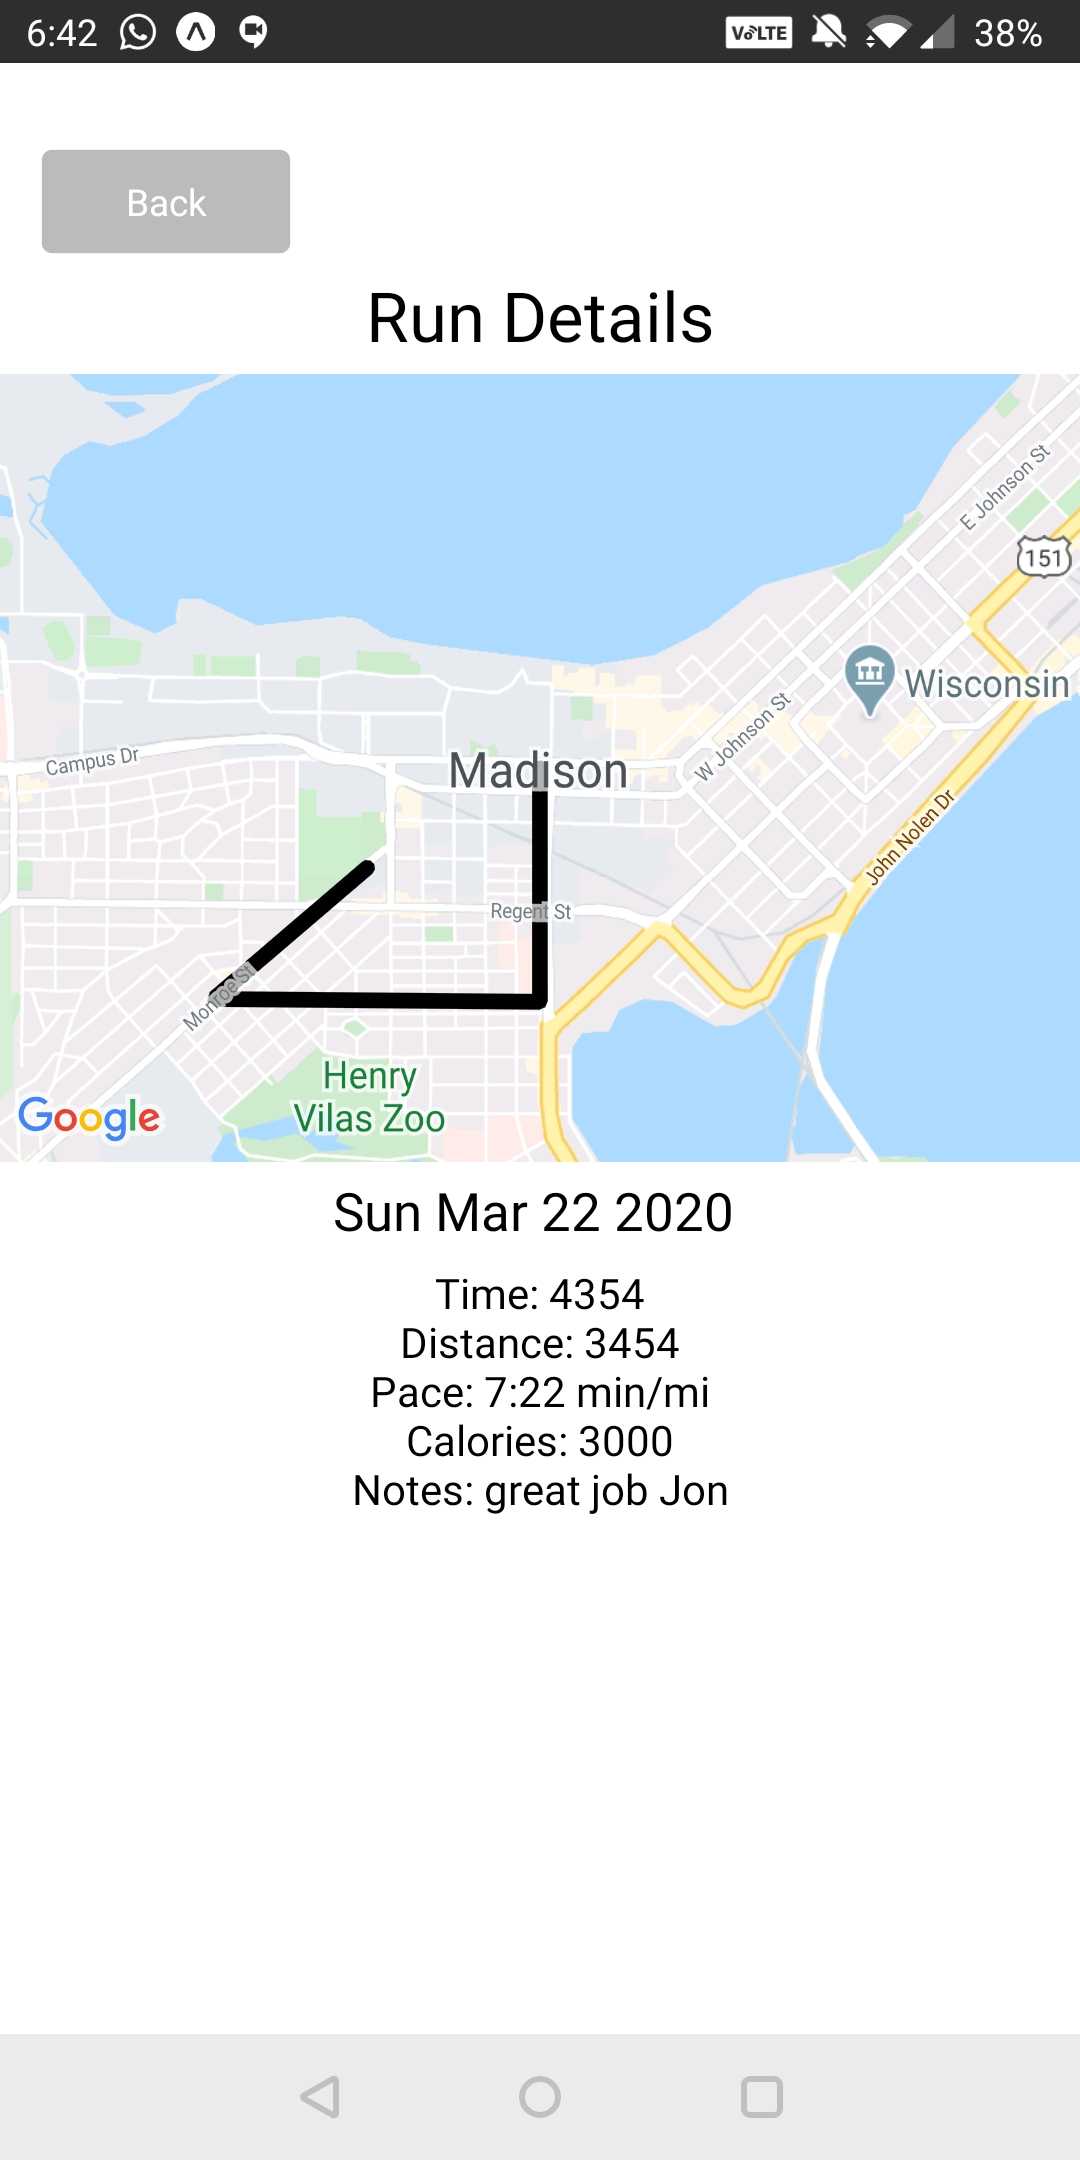 6:42 VoLTE 38%
Back
Run Details
E Johnson St
151
Wisconsin
W Johnson St
Campus Dr
Madison
John Nolen Dr
Regent St
Monroe St
Henry
Vilas Zoo
Google
Sun Mar 22 2020
Time: 4354
Distance: 3454
Pace: 7:22 min/mi
Calories: 3000
Notes: great job Jon